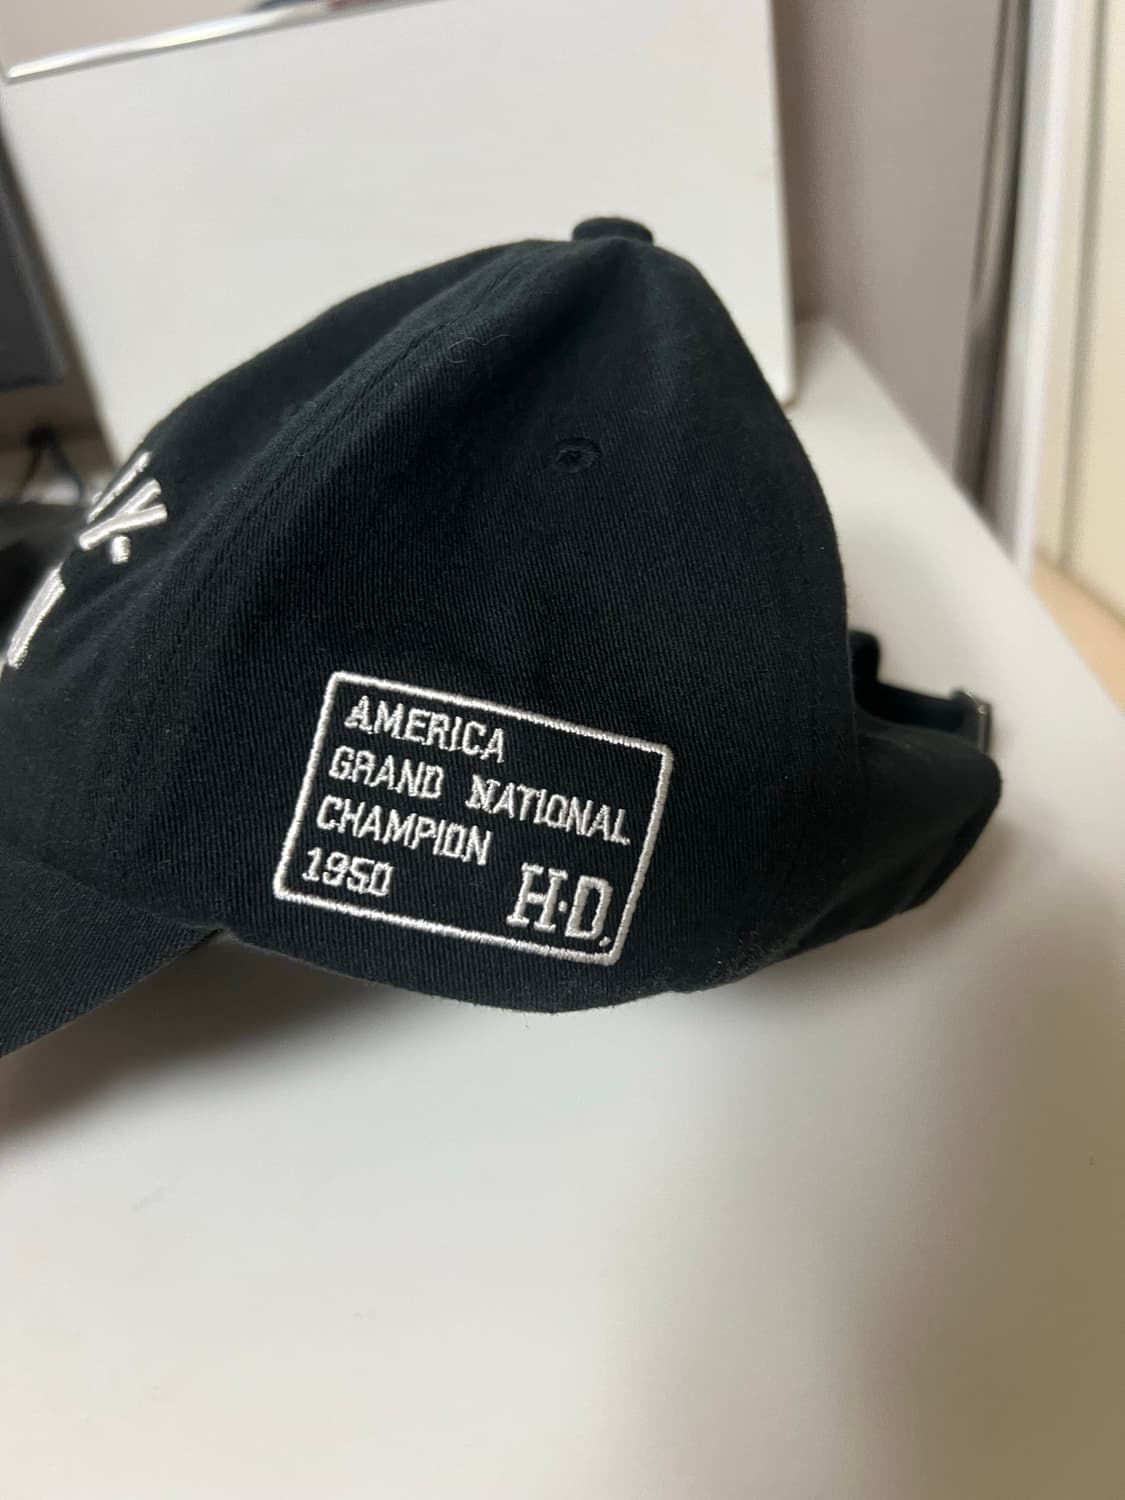 AMERICA
GRAND NATIONAL
CHAMPION
1950
H·D.